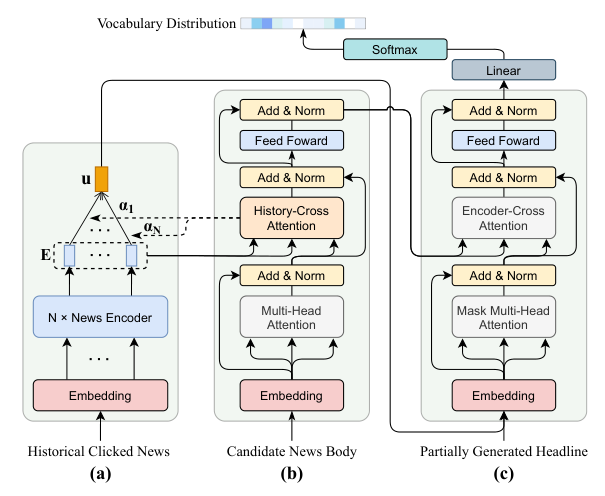 Vocabulary Distribution
Softmax
Linear
u
α1
αN
. . .
E
. . .
N × News Encoder
. . .
Embedding
Historical Clicked News
(a)
Add & Norm
Feed Foward
Add & Norm
History-Cross
Attention
Add & Norm
Multi-Head
Attention
Embedding
Candidate News Body
(b)
Add & Norm
Feed Foward
Add & Norm
Encoder-Cross
Attention
Add & Norm
Mask Multi-Head
Attention
Embedding
Partially Generated Headline
(c)